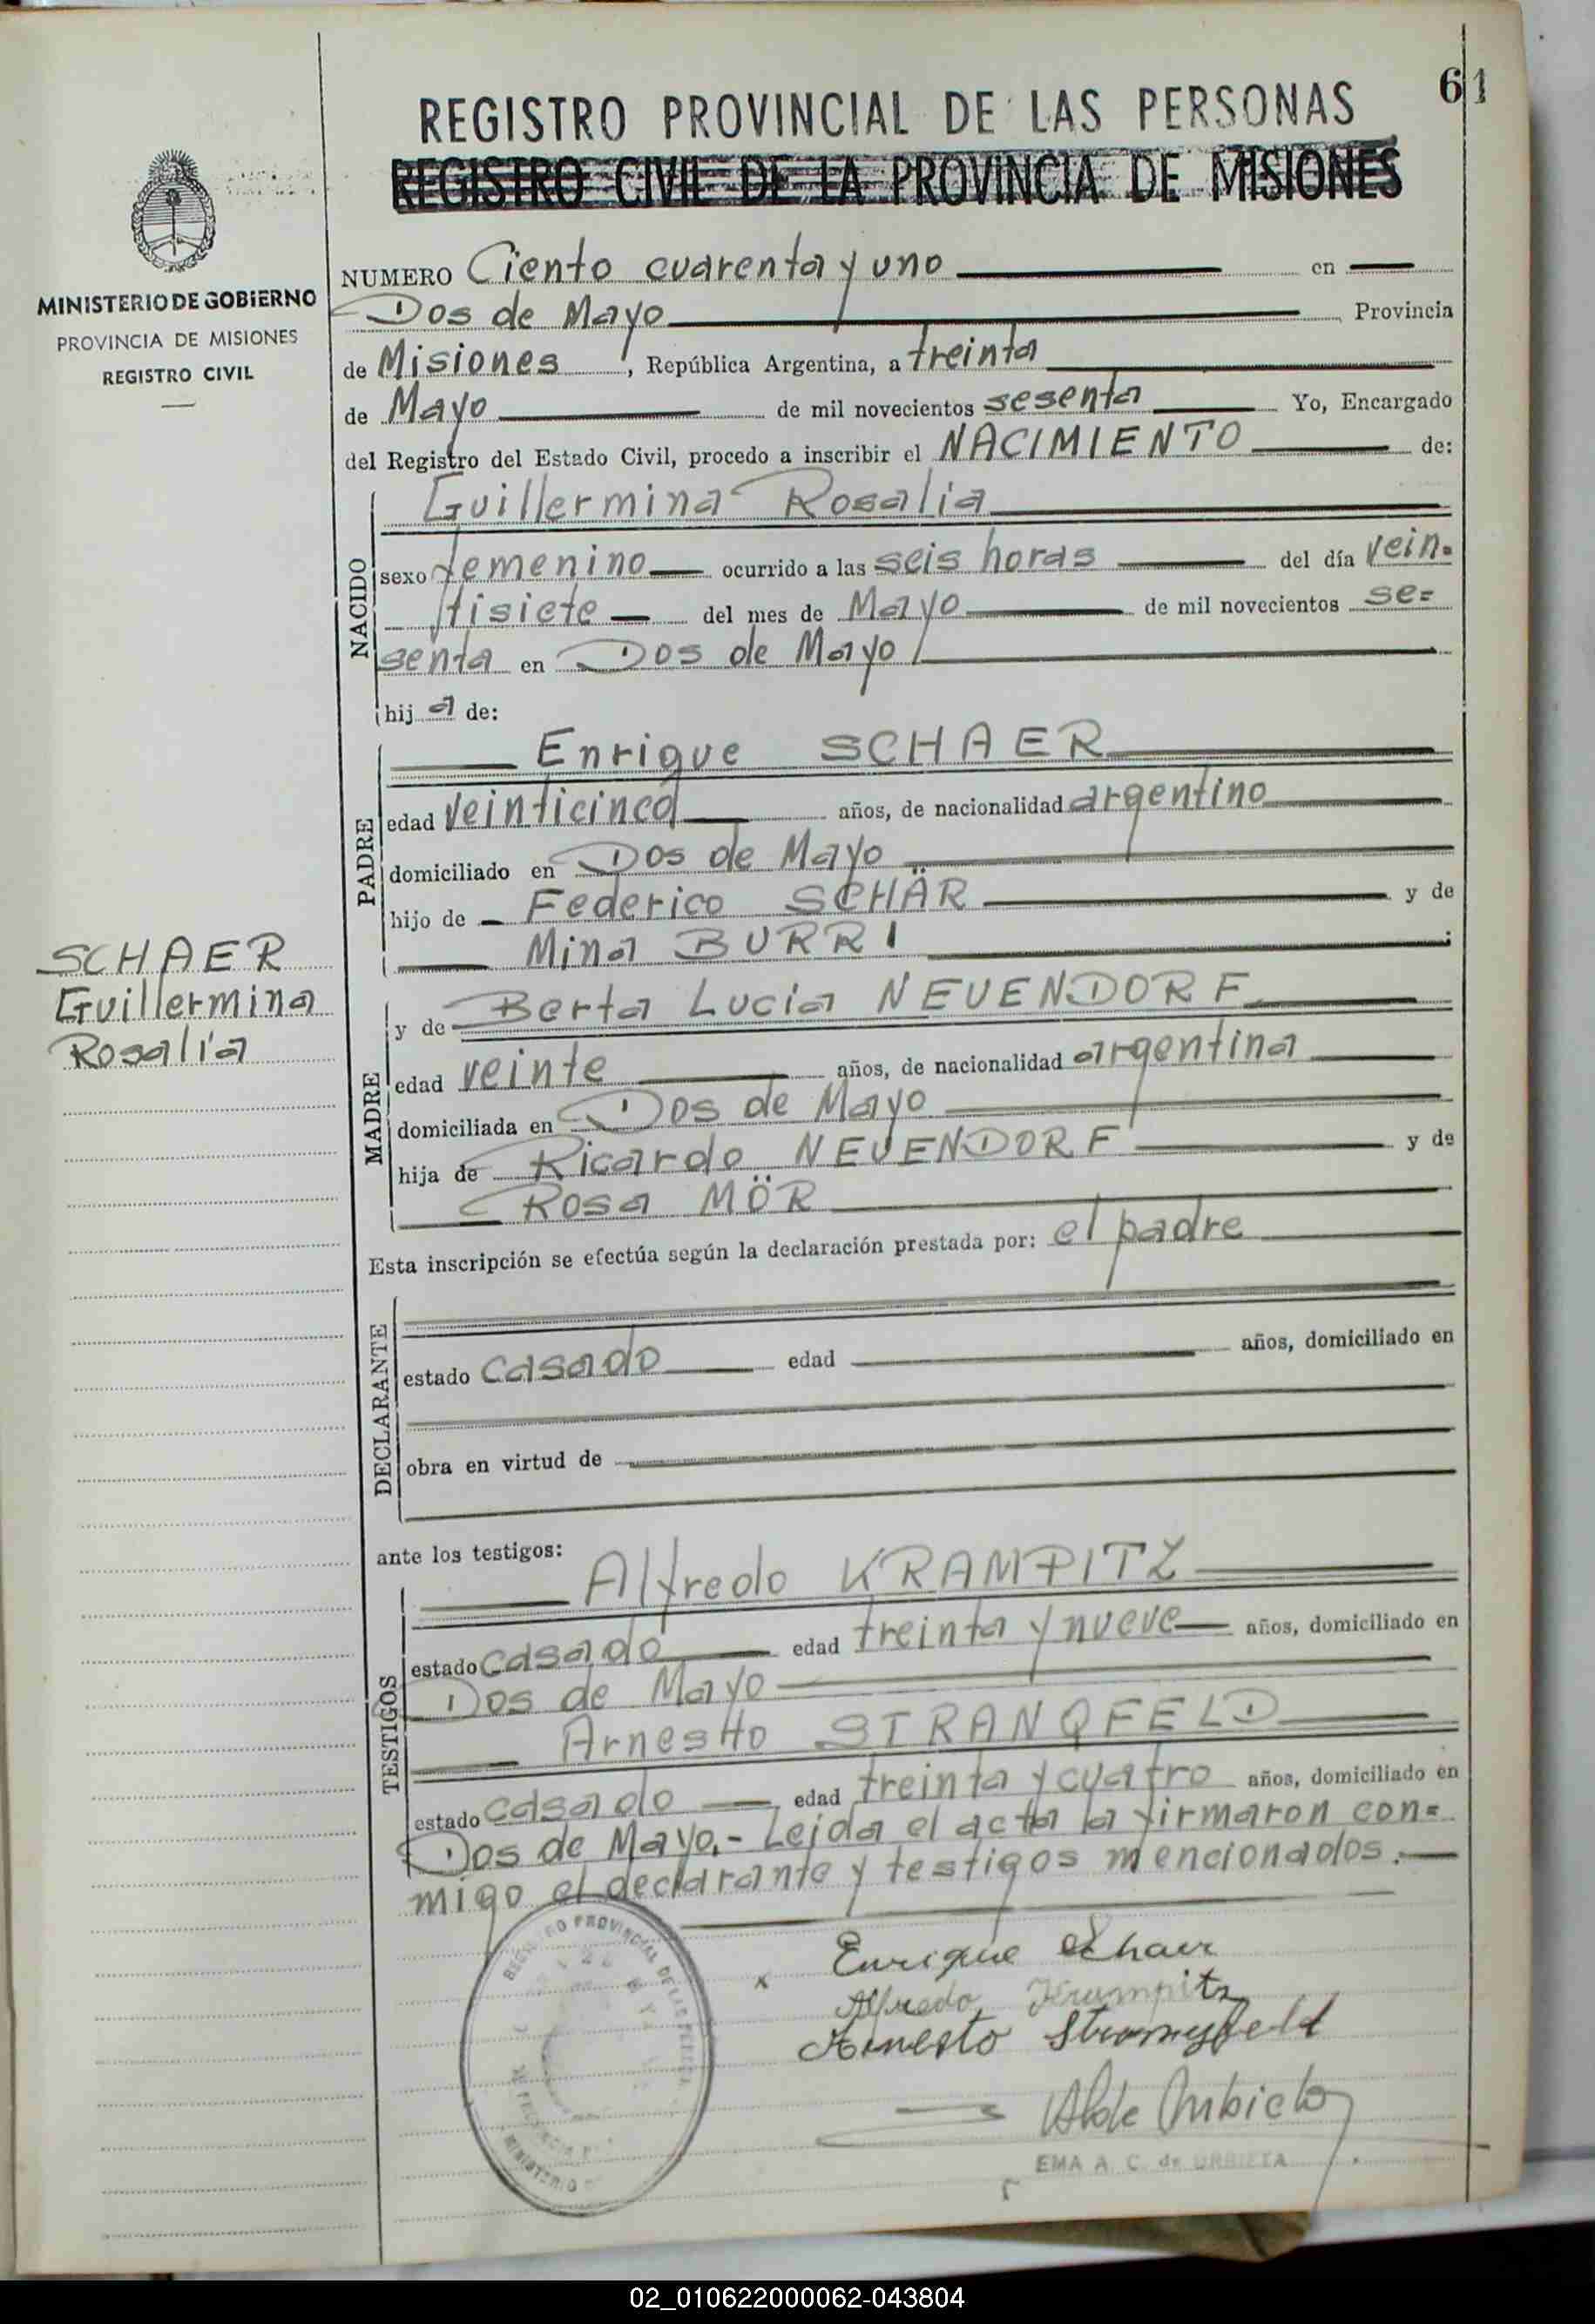 61
REGISTRO PROVINCIAL DE LAS PERSONAS
REGISTRO CIVIL DE LA PROVINCIA DE MISIONES
MINISTERIO DE GOBIERNO
PROVINCIA DE MISIONES
REGISTRO CIVIL
NUMERO Ciento cuarenta y uno en
Dos de Mayo Provincia
de Misiones, República Argentina, a treinta
de Mayo de mil novecientos sesenta Yo, Encargado
del Registro del Estado Civil, procedo a inscribir el NACIMIENTO de:
NACIDO
Guillermina Rosalia
sexo femenino ocurrido a las seis horas del día vein=
tisiete del mes de Mayo de mil novecientos se=
senta en Dos de Mayo
hija de:
PADRE
Enrique SCHAER
edad veinticinco años, de nacionalidad argentino
domiciliado en Dos de Mayo
hijo de Federico SCHÄR y de
Mina BURRI
SCHAER
Guillermina
Rosalía
MADRE
y de Berta Lucia NEUENDORF
edad veinte años, de nacionalidad argentina
domiciliada en Dos de Mayo
hija de Ricardo NEUENDORF y de
Rosa MÖR
Esta inscripción se efectúa según la declaración prestada por: el padre
DECLARANTE
estado casado edad años, domiciliado en
obra en virtud de
ante los testigos:
TESTIGOS
Alfredo KRAMPITZ
estado casado edad treinta y nueve años, domiciliado en
Dos de Mayo
Arnestto STRANQFELD
estado casado edad treinta y cuatro años, domiciliado en
Dos de Mayo.- Leida el acta la firmaron con=
migo el declarante y testigos mencionados.
REGISTRO PROVINCIAL DE LAS PERSONAS
MINISTERIO
x Enrique Schaer
Alfredo Krampitz
Arnesto Strangfeld
EMA A. C. de URBIETA
02_010622000062-043804